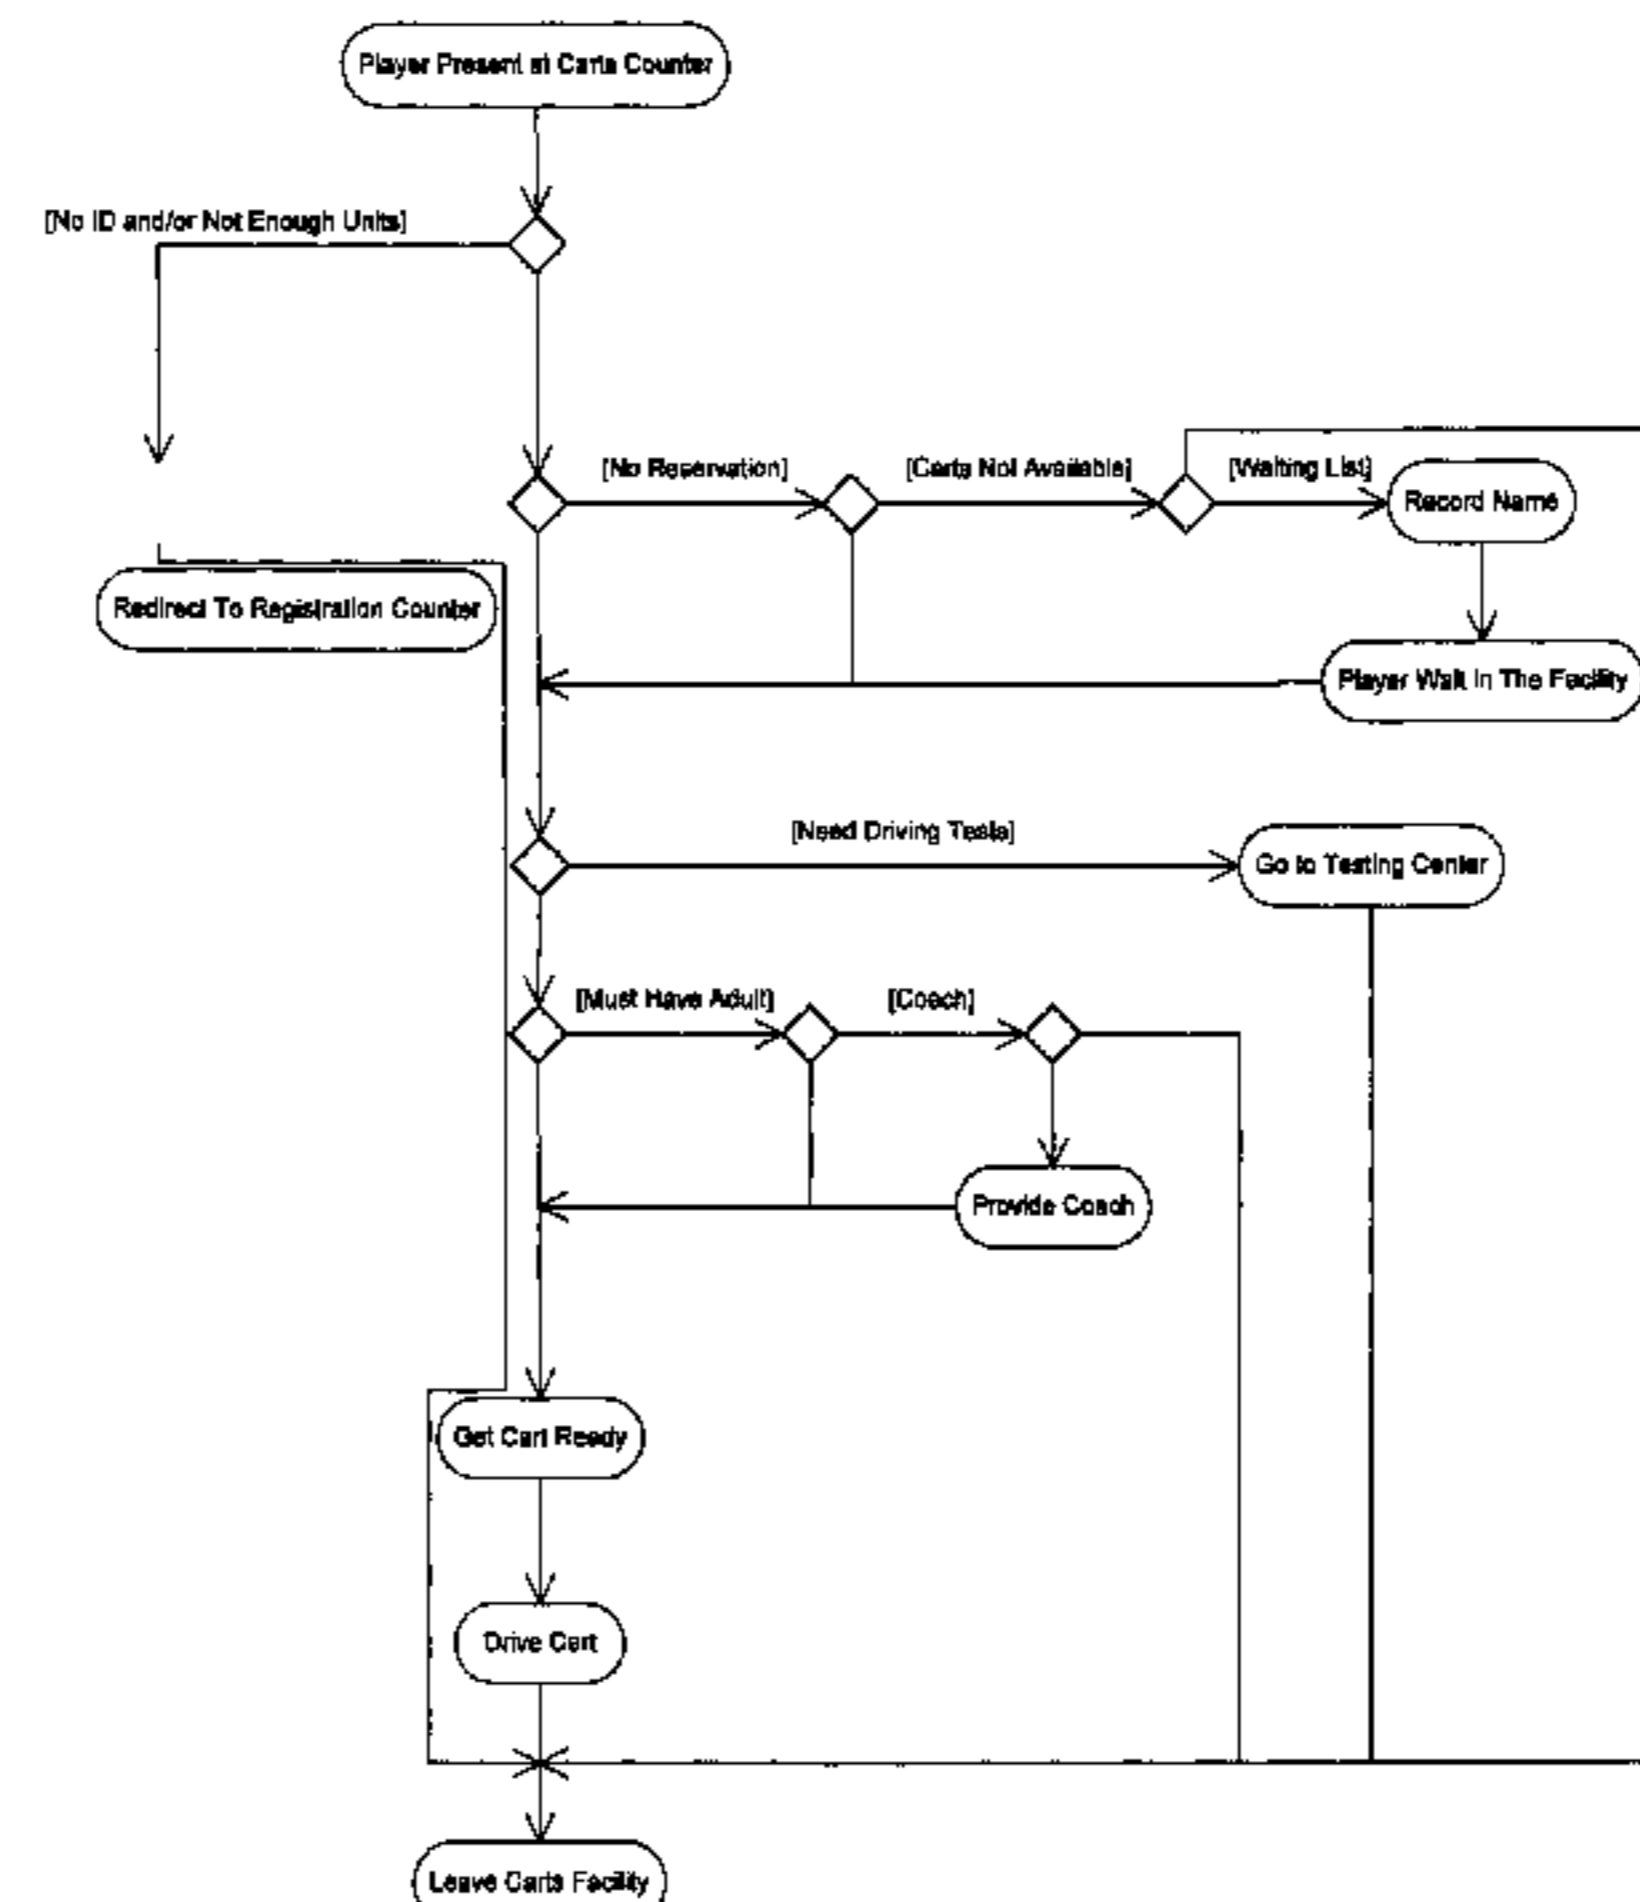 Player Present at Carts Counter
[No ID and/or Not Enough Units]
[No Reservation]
[Carts Not Available]
[Waiting List]
Record Name
Redirect To Registration Counter
Player Wait In The Facility
[Need Driving Tests]
Go to Testing Center
[Must Have Adult]
[Coach]
Provide Coach
Get Cart Ready
Drive Cart
Leave Carts Facility